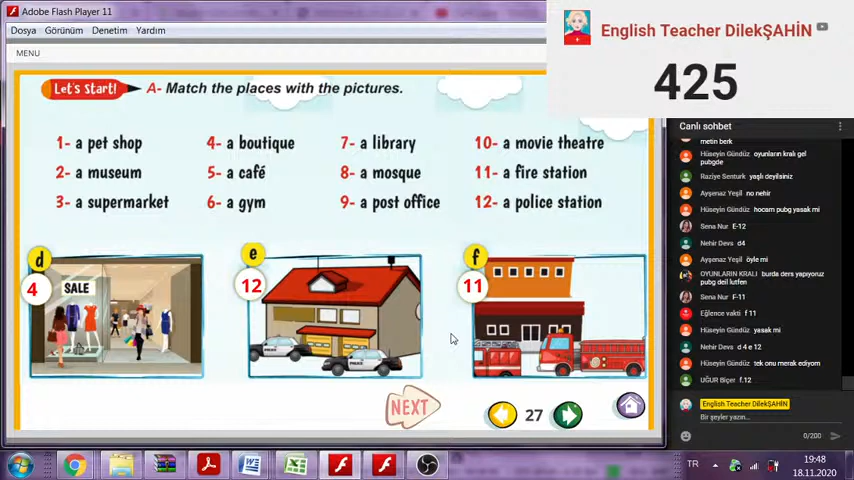 Adobe Flash Player 11
Dosya Görünüm Denetim Yardım
MENU
English Teacher DilekŞAHİN
425
Let's Start!
A- Match the places with the pictures.
1- a pet shop
2- a museum
3- a supermarket
4- a boutique
5- a café
6- a gym
7- a library
8- a mosque
9- a post office
10- a movie theatre
11- a fire station
12- a police station
d
4
SALE
e
12
f
11
NEXT
27
Canlı sohbet
metin berk
Hüseyin Gündüz oyunların kralı gel
pubgde
Raziye Senturk yaşlı deyilsiniz
Ayşenaz Yeşil no nehir
Hüseyin Gündüz hocam pubg yasak mı
Sena Nur E-12
Nehir Devs d4
Ayşenaz Yeşil öyle mi
OYUNLARIN KRALI burda ders yapıyoruz
pubg deil lutfen
Sena Nur F-11
Eğlence vakti f 11
Hüseyin Gündüz yasak mı
Nehir Devs d 4 e 12
Hüseyin Gündüz tek onu merak ediyom
UĞUR Biçer f.12
English Teacher DilekŞAHİN
Bir şeyler yazın...
0/200
TR
19:48
18.11.2020